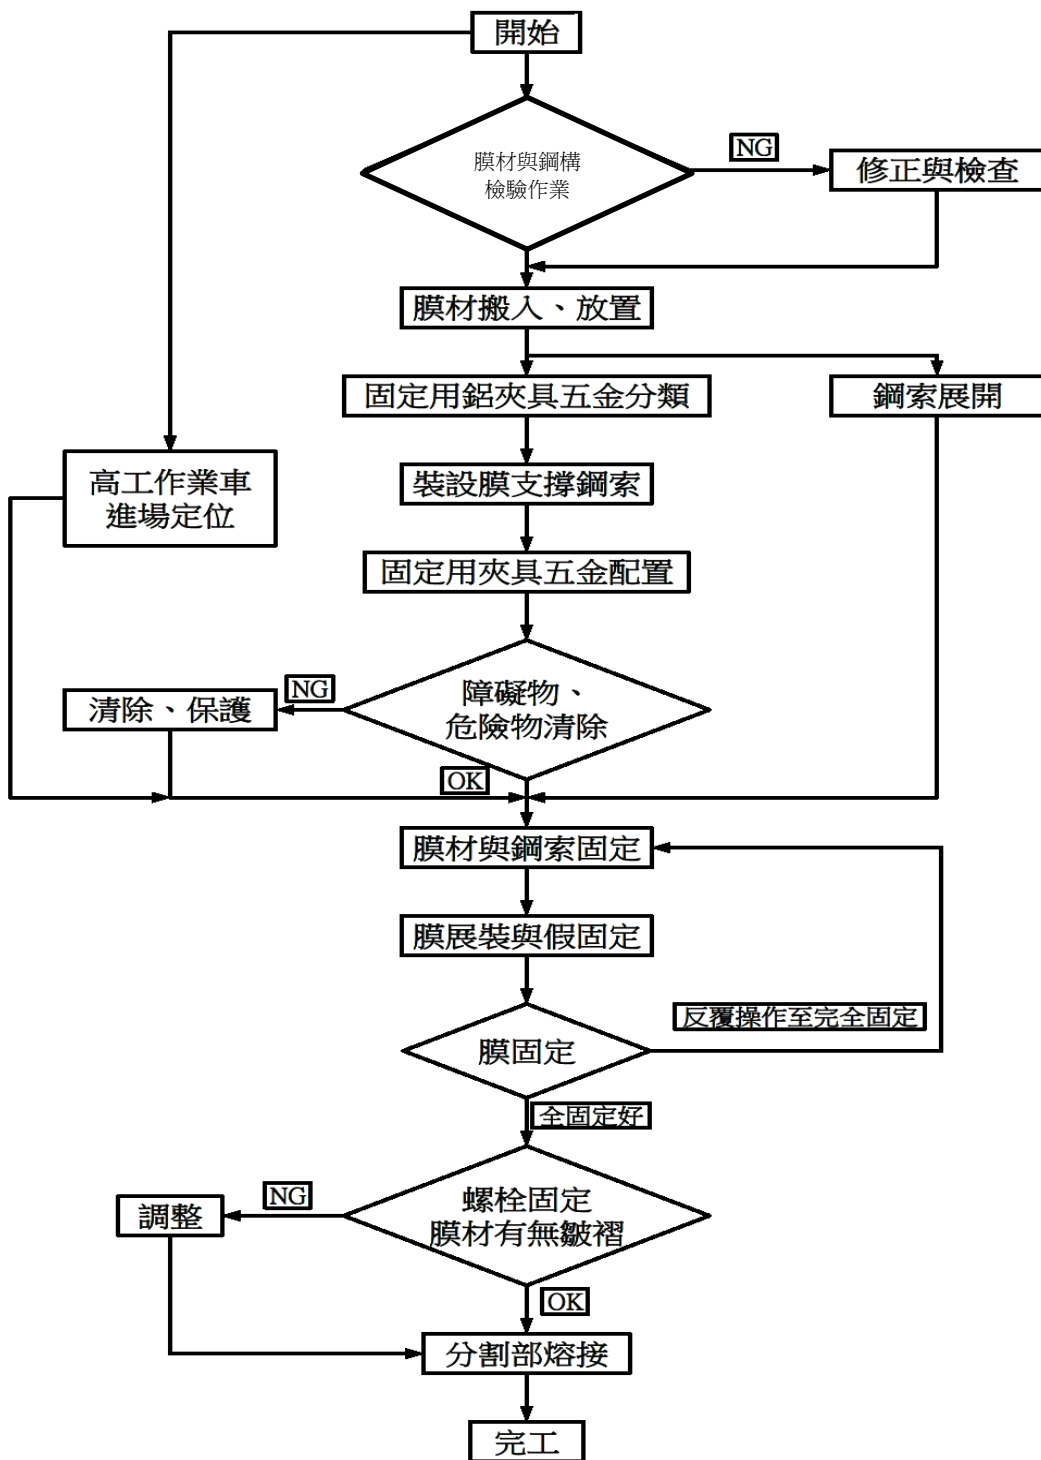 開始
膜材與鋼構
檢驗作業
NG
修正與檢查
膜材搬入、放置
固定用鋁夾具五金分類
鋼索展開
高工作業車
進場定位
裝設膜支撐鋼索
固定用夾具五金配置
障礙物、
危險物清除
NG
清除、保護
OK
膜材與鋼索固定
膜展裝與假固定
反覆操作至完全固定
膜固定
全固定好
螺栓固定
膜材有無皺褶
NG
調整
OK
分割部熔接
完工